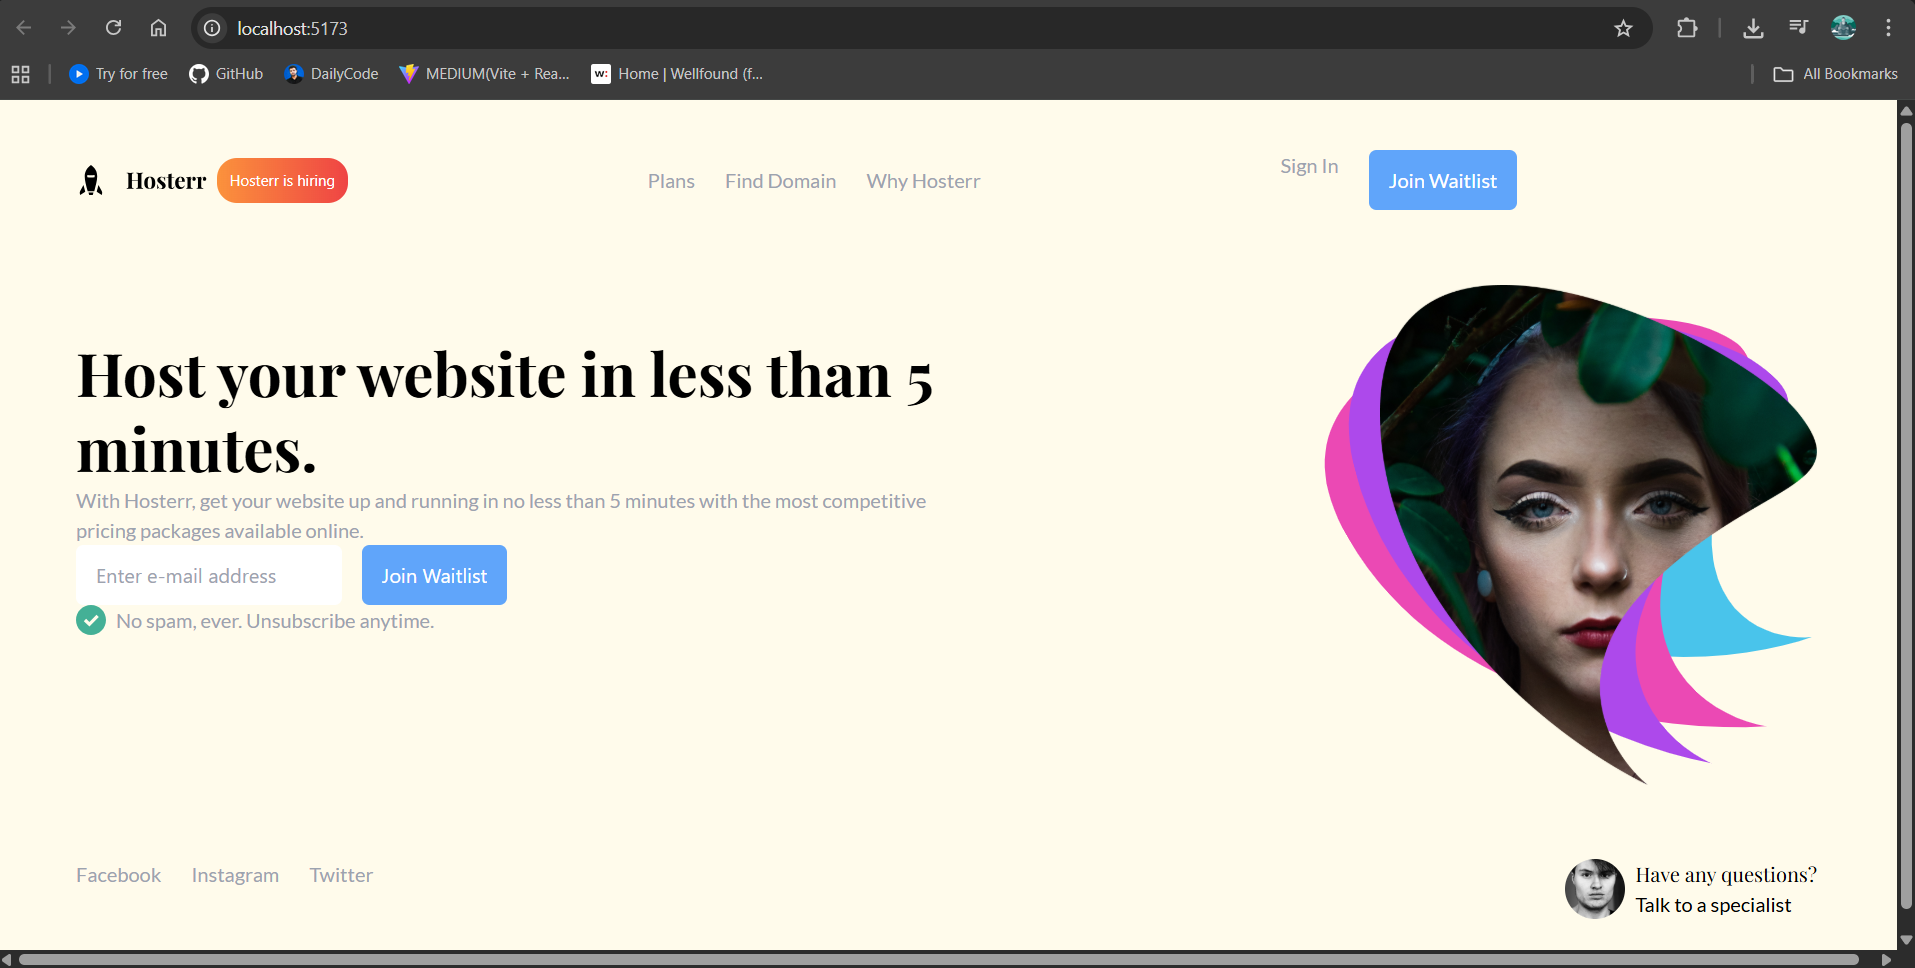 localhost:5173
Try for free
GitHub
DailyCode
MEDIUM(Vite + Rea...
Home | Wellfound (f...
All Bookmarks
Hosterr
Hosterr is hiring
Plans
Find Domain
Why Hosterr
Sign In
Join Waitlist
Host your website in less than 5
minutes.
With Hosterr, get your website up and running in no less than 5 minutes with the most competitive
pricing packages available online.
Enter e-mail address
Join Waitlist
No spam, ever. Unsubscribe anytime.
Facebook
Instagram
Twitter
Have any questions?
Talk to a specialist